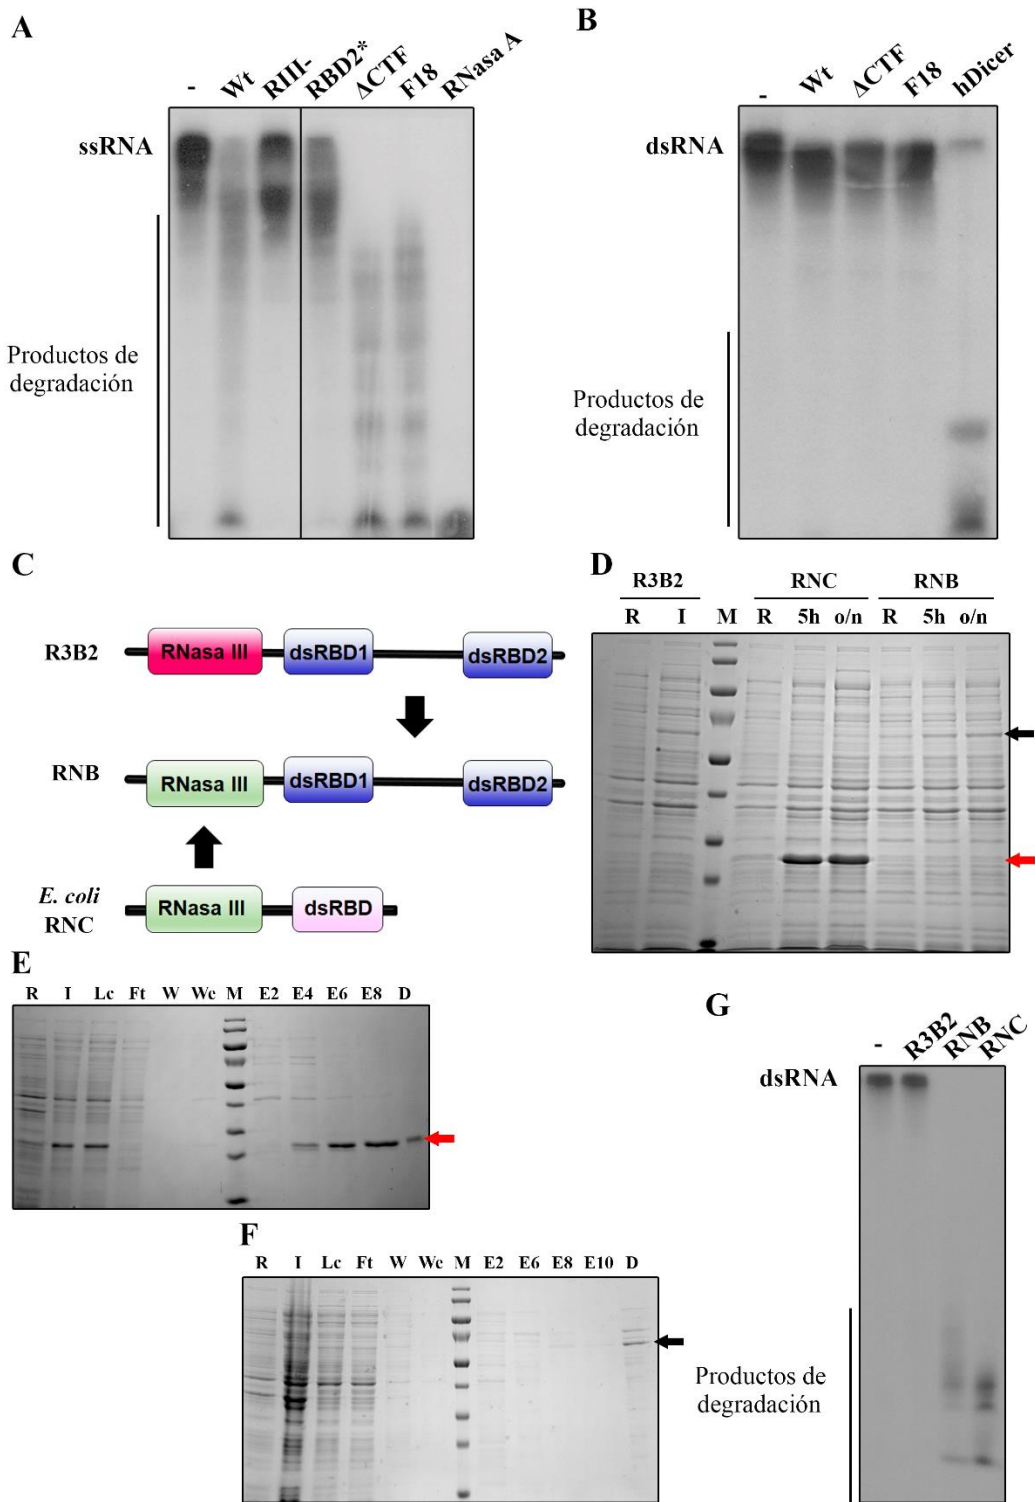 A
- Wt RIII- RBD2* ΔCTF F18 RNasa A
ssRNA
Productos de
degradación
B
- Wt ΔCTF F18 hDicer
dsRNA
Productos de
degradación
C
R3B2
RNasa III dsRBD1 dsRBD2
RNB
RNasa III dsRBD1 dsRBD2
E. coli
RNC
RNasa III dsRBD
D
R3B2 RNC RNB
R I M R 5h o/n R 5h o/n
E
R I Lc Ft W Wc M E2 E4 E6 E8 D
F
R I Lc Ft W Wc M E2 E6 E8 E10 D
G
- R3B2 RNB RNC
dsRNA
Productos de
degradación